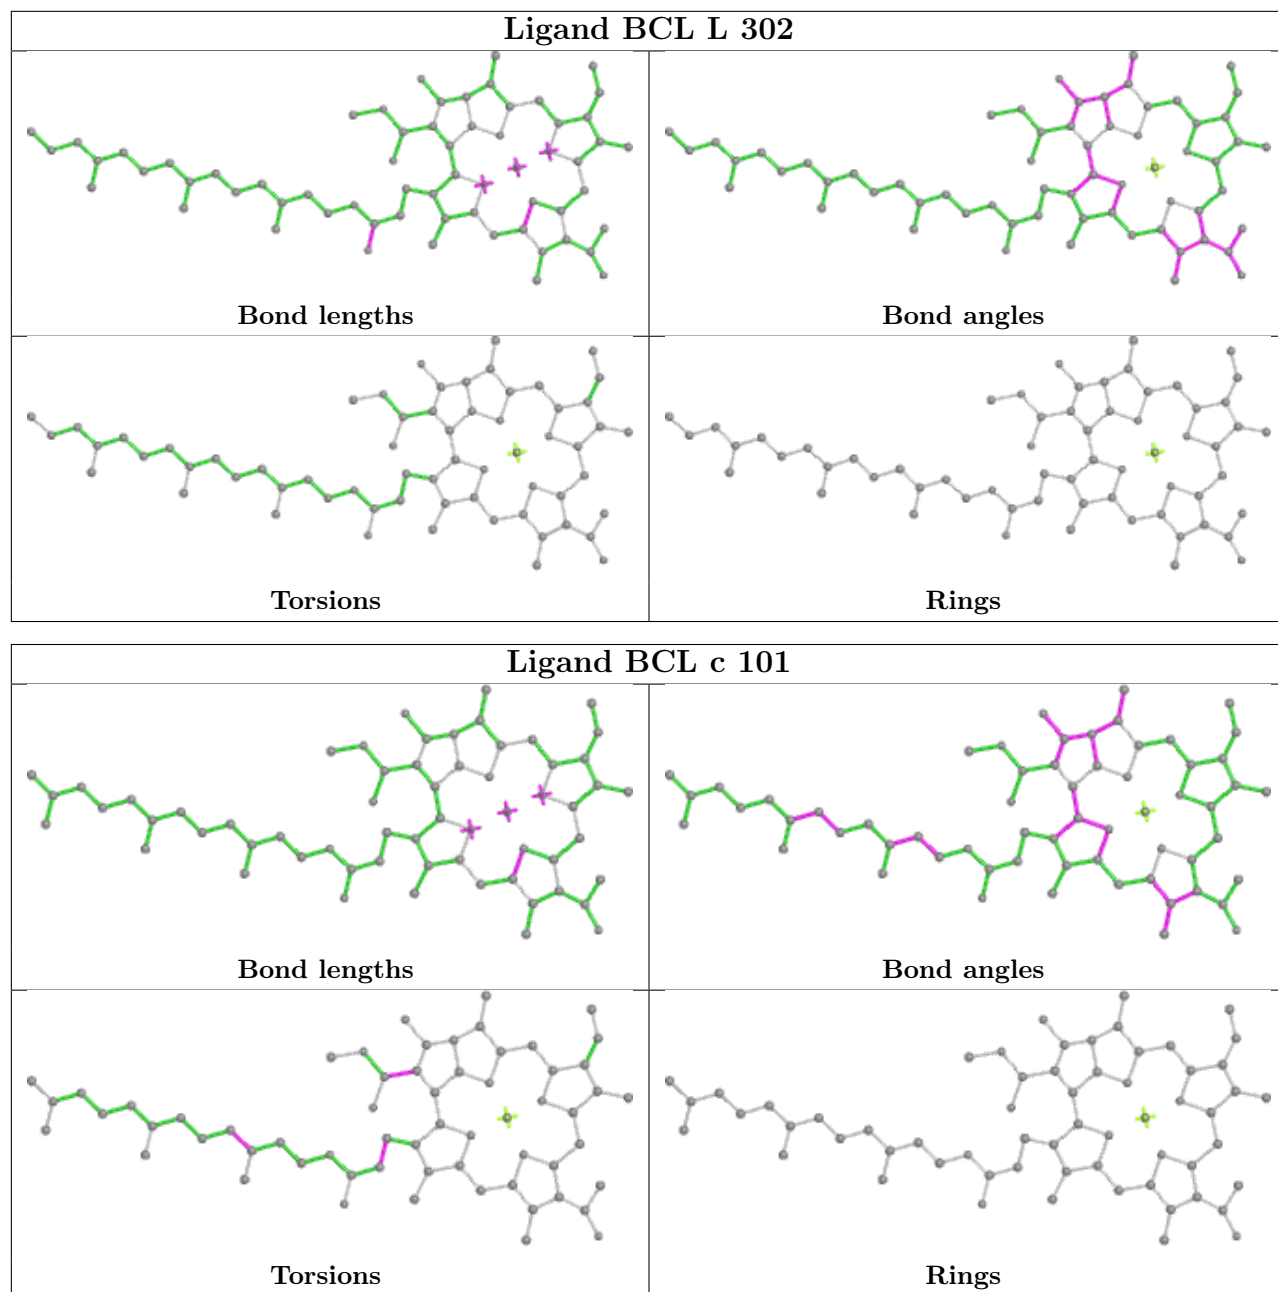 Ligand BCL L 302
Bond lengths
Bond angles
Torsions
Rings
Ligand BCL c 101
Bond lengths
Bond angles
Torsions
Rings